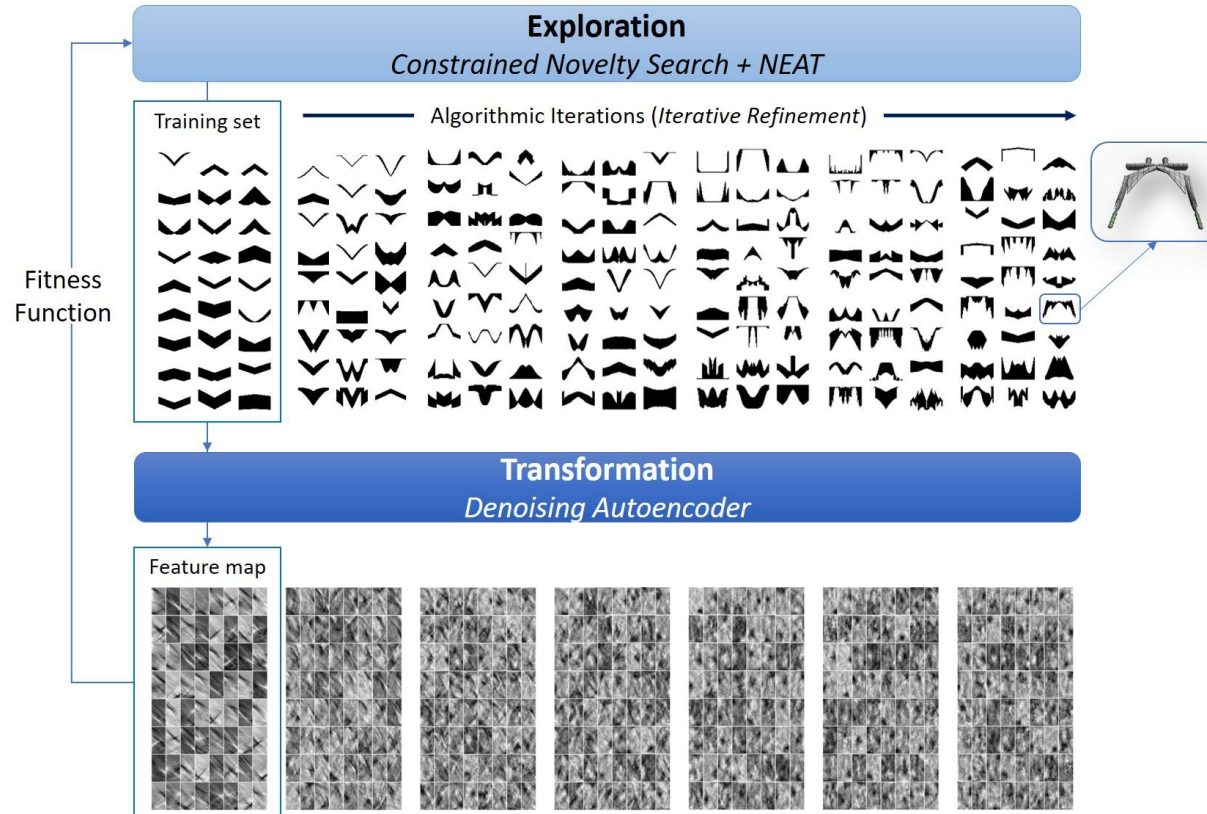 Exploration
Constrained Novelty Search + NEAT
Training set
Algorithmic Iterations (Iterative Refinement)
Fitness
Function
Transformation
Denoising Autoencoder
Feature map